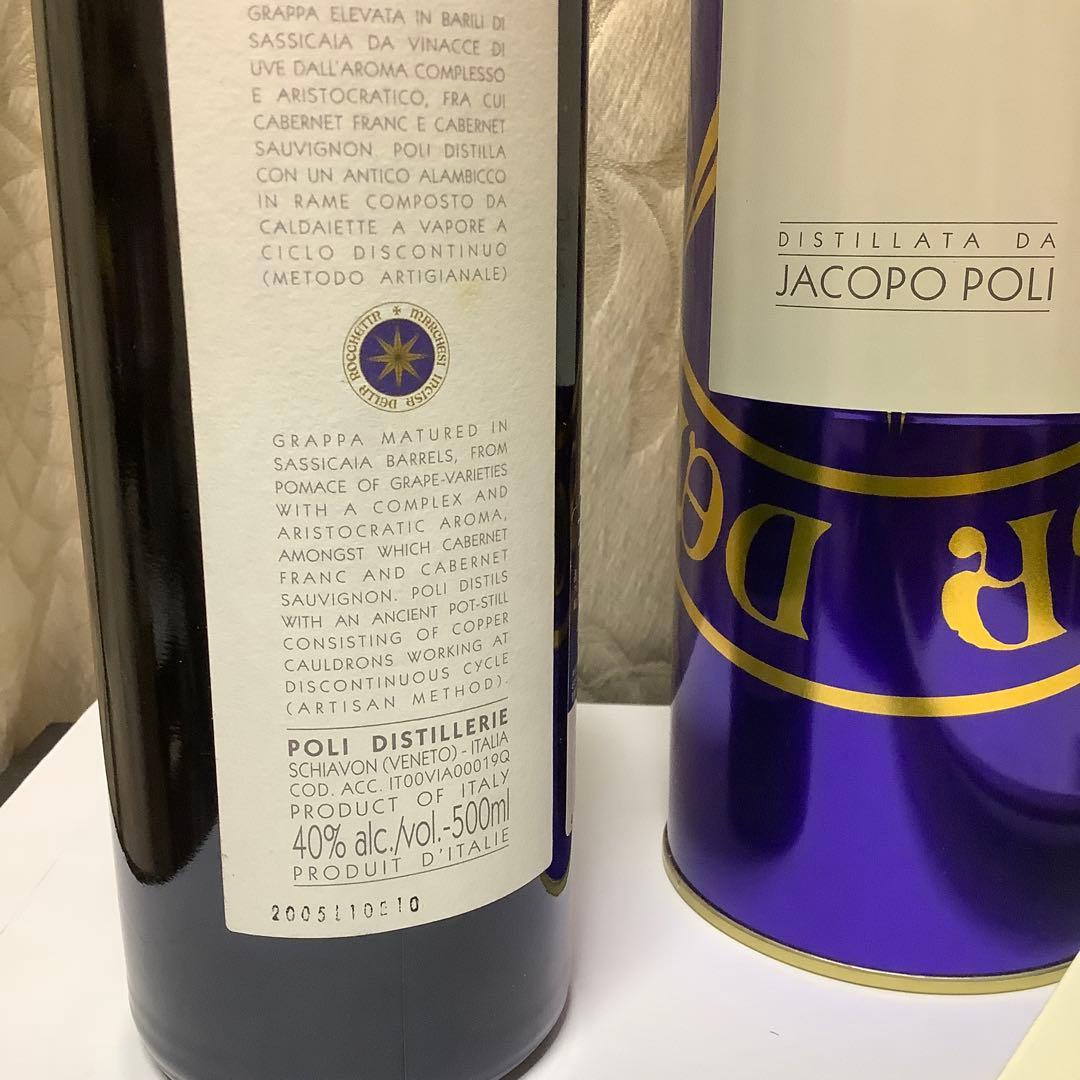 GRAPPA ELEVATA IN BARILI DI
SASSICAIA DA VINACCE DI
UVE DALL'AROMA COMPLESSO
E ARISTOCRATICO, FRA CUI
CABERNET FRANC E CABERNET
SAUVIGNON. POLI DISTILLA
CON UN ANTICO ALAMBICCO
IN RAME COMPOSTO DA
CALDAIETTE A VAPORE A
CICLO DISCONTINUO
(METODO ARTIGIANALE)
MARCHESI INCISA DELLA ROCCHETTA
GRAPPA MATURED IN
SASSICAIA BARRELS, FROM
POMACE OF GRAPE-VARIETIES
WITH A COMPLEX AND
ARISTOCRATIC AROMA,
AMONGST WHICH CABERNET
FRANC AND CABERNET
SAUVIGNON. POLI DISTILS
WITH AN ANCIENT POT-STILL
CONSISTING OF COPPER
CAULDRONS WORKING AT
DISCONTINUOUS CYCLE
(ARTISAN METHOD).
POLI DISTILLERIE
SCHIAVON (VENETO) - ITALIA
COD. ACC. IT00VIA00019Q
PRODUCT OF ITALY
40% alc./vol.-500ml
PRODUIT D'ITALIE
DISTILLATA DA
JACOPO POLI